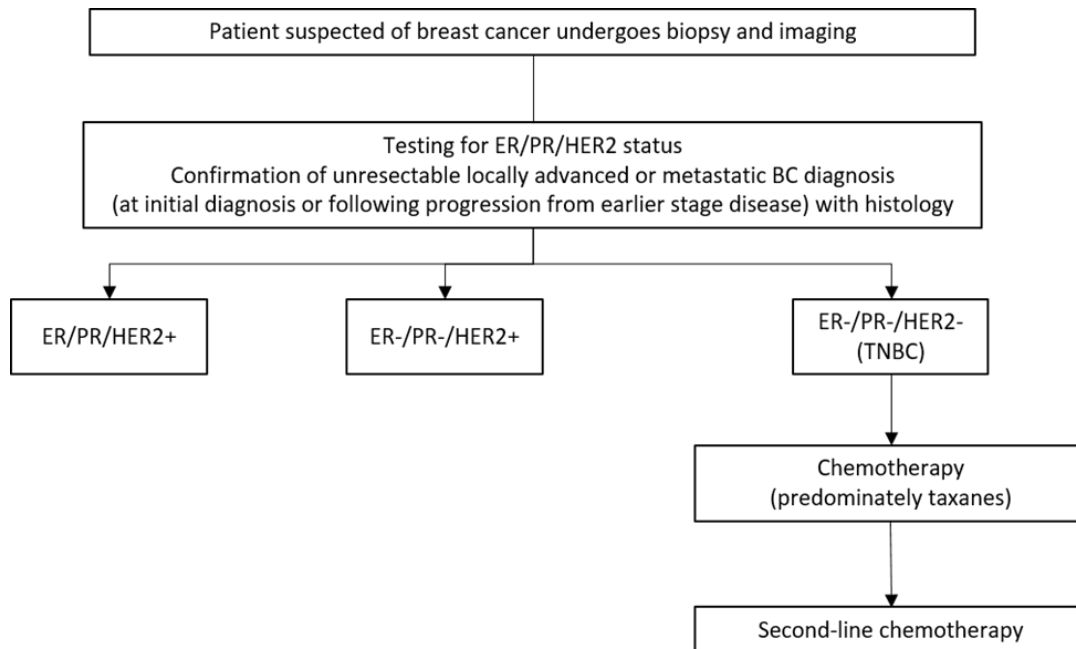 Patient suspected of breast cancer undergoes biopsy and imaging
Testing for ER/PR/HER2 status
Confirmation of unresectable locally advanced or metastatic BC diagnosis
(at initial diagnosis or following progression from earlier stage disease) with histology
ER/PR/HER2+
ER-/PR-/HER2+
ER-/PR-/HER2-
(TNBC)
Chemotherapy
(predominately taxanes)
Second-line chemotherapy